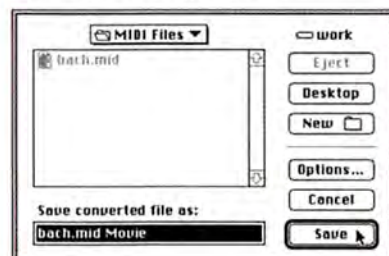 MIDI Files
work
bach.mid
Eject
Desktop
New
Options...
Cancel
Save converted file as:
bach.mid Movie
Save